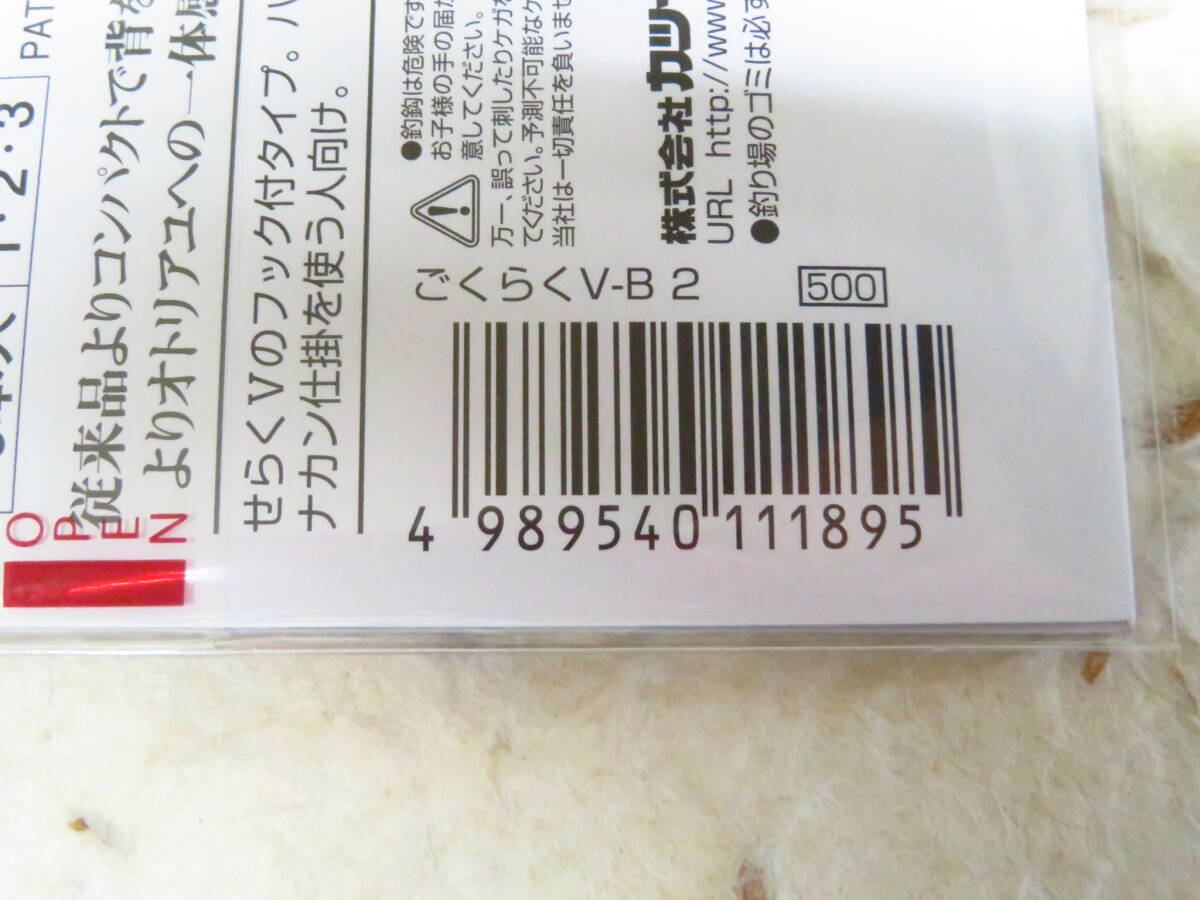 本入 1・2・3 PAT
従来品よりコンパクトで背を
よりオトリアユへの一体感
せらくVのフック付タイプ。ハ
ナカン仕掛を使う人向け。
●釣鈎は危険です
お子様の手の届か
意してください。
万一、誤って刺したりケガを
てください。予測不可能なケ
当社は一切責任を負いませ
株式会社カツ
URL http://www
●釣り場のゴミは必ず
ごくらくV-B 2
500
4 989540 111895
OPEN